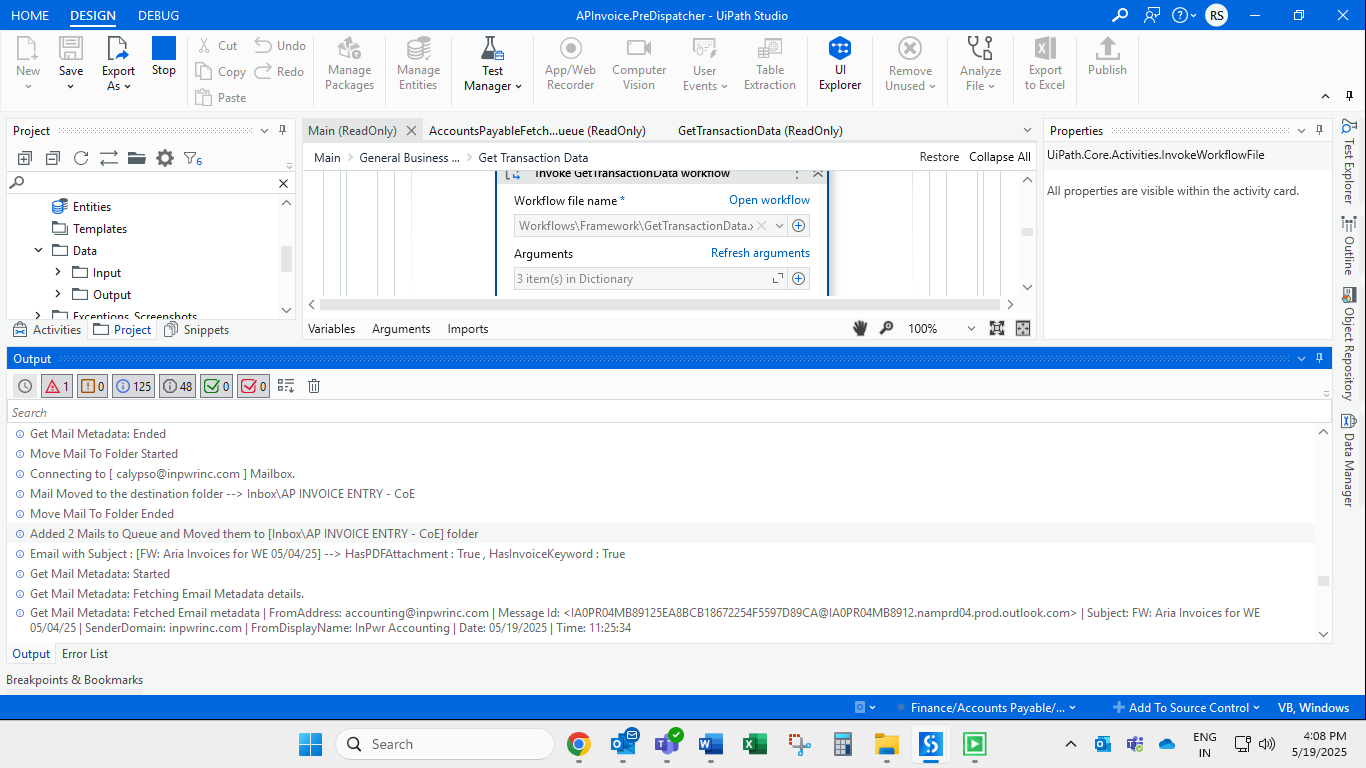 HOME DESIGN DEBUG
APInvoice.PreDispatcher - UiPath Studio
RS
New
Save
Export As
Stop
Cut
Copy
Paste
Undo
Redo
Manage Packages
Manage Entities
Test Manager
App/Web Recorder
Computer Vision
User Events
Table Extraction
UI Explorer
Remove Unused
Analyze File
Export to Excel
Publish
Project
6
Entities
Templates
Data
Input
Output
Exceptions_Screenshots
Activities Project Snippets
Main (ReadOnly) AccountsPayableFetch...ueue (ReadOnly) GetTransactionData (ReadOnly)
Main > General Business ... > Get Transaction Data
Restore Collapse All
Invoke GetTransactionData workflow
Workflow file name * Open workflow
Workflows\Framework\GetTransactionData.x
Arguments Refresh arguments
3 item(s) in Dictionary
Variables Arguments Imports
100%
Properties
UiPath.Core.Activities.InvokeWorkflowFile
All properties are visible within the activity card.
Test Explorer
Outline
Object Repository
Data Manager
Output
1 0 125 48 0 0
Search
Get Mail Metadata: Ended
Move Mail To Folder Started
Connecting to [ calypso@inpwrinc.com ] Mailbox.
Mail Moved to the destination folder --> Inbox\AP INVOICE ENTRY - CoE
Move Mail To Folder Ended
Added 2 Mails to Queue and Moved them to [Inbox\AP INVOICE ENTRY - CoE] folder
Email with Subject : [FW: Aria Invoices for WE 05/04/25] --> HasPDFAttachment : True , HasInvoiceKeyword : True
Get Mail Metadata: Started
Get Mail Metadata: Fetching Email Metadata details.
Get Mail Metadata: Fetched Email metadata | FromAddress: accounting@inpwrinc.com | Message Id: <IA0PR04MB89125EA8BCB18672254F5597D89CA@IA0PR04MB8912.namprd04.prod.outlook.com> | Subject: FW: Aria Invoices for WE
05/04/25 | SenderDomain: inpwrinc.com | FromDisplayName: InPwr Accounting | Date: 05/19/2025 | Time: 11:25:34
Output Error List
Breakpoints & Bookmarks
Finance/Accounts Payable/... Add To Source Control VB, Windows
Search
ENG
IN
4:08 PM
5/19/2025